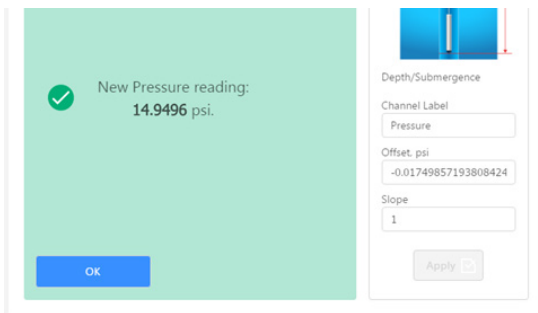 New Pressure reading:
14.9496 psi.
OK
Depth/Submergence
Channel Label
Pressure
Offset, psi
-0.01749857193808424
Slope
1
Apply